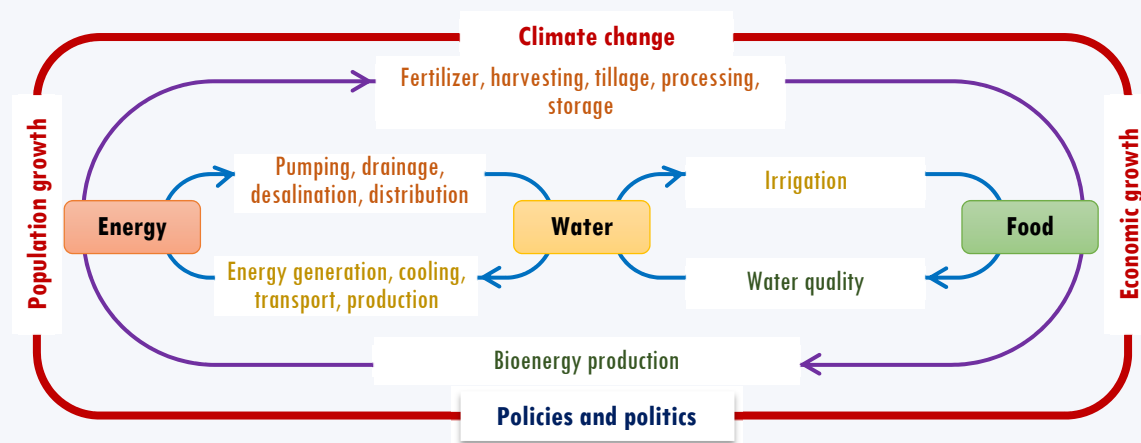 Climate change
Fertilizer, harvesting, tillage, processing,
storage
Population growth
Economic growth
Pumping, drainage,
desalination, distribution
Irrigation
Energy
Water
Food
Energy generation, cooling,
transport, production
Water quality
Bioenergy production
Policies and politics